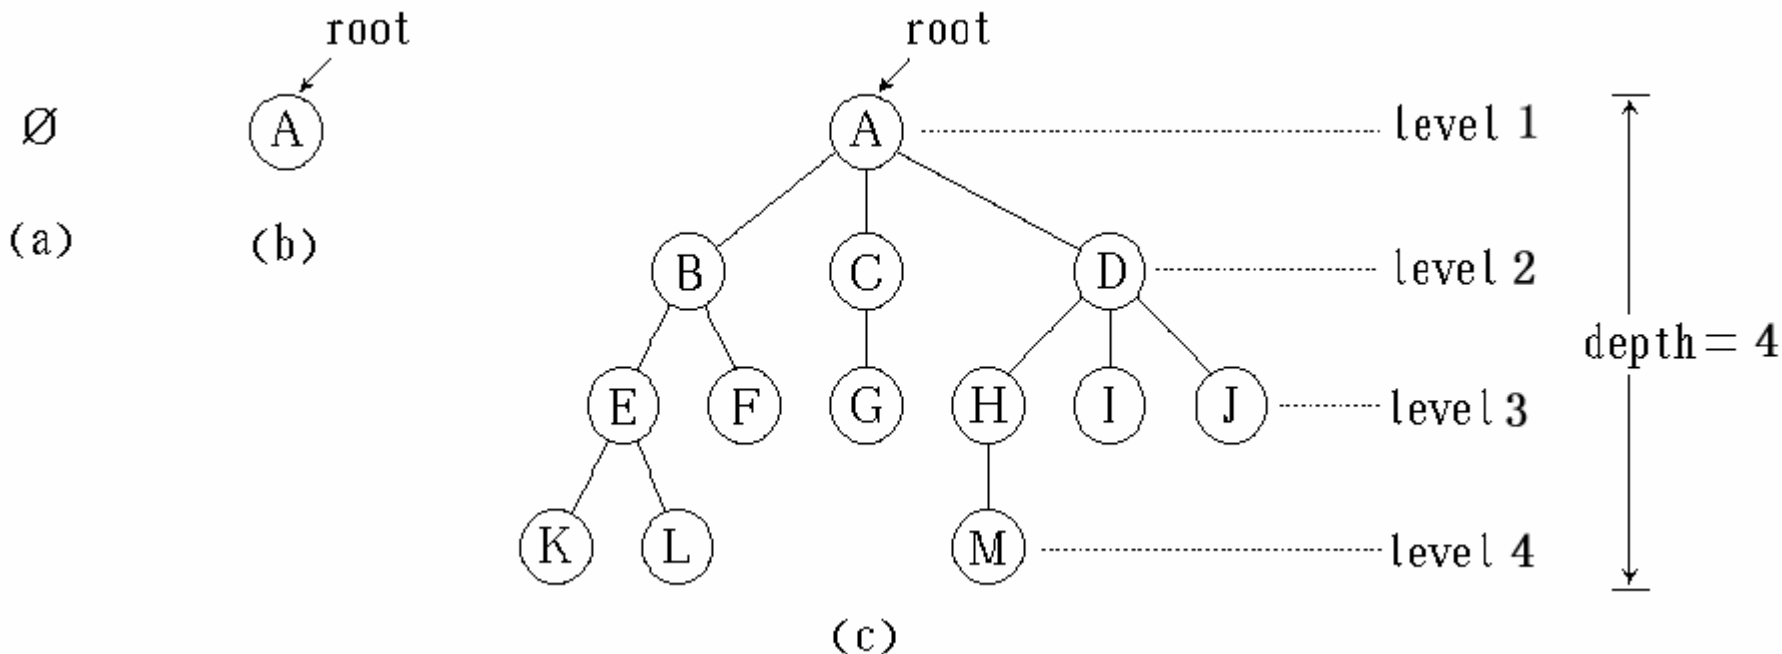 root
root
Ø
A
A
level 1
(a)
(b)
B
C
D
level 2
depth = 4
E
F
G
H
I
J
level 3
K
L
M
level 4
(c)